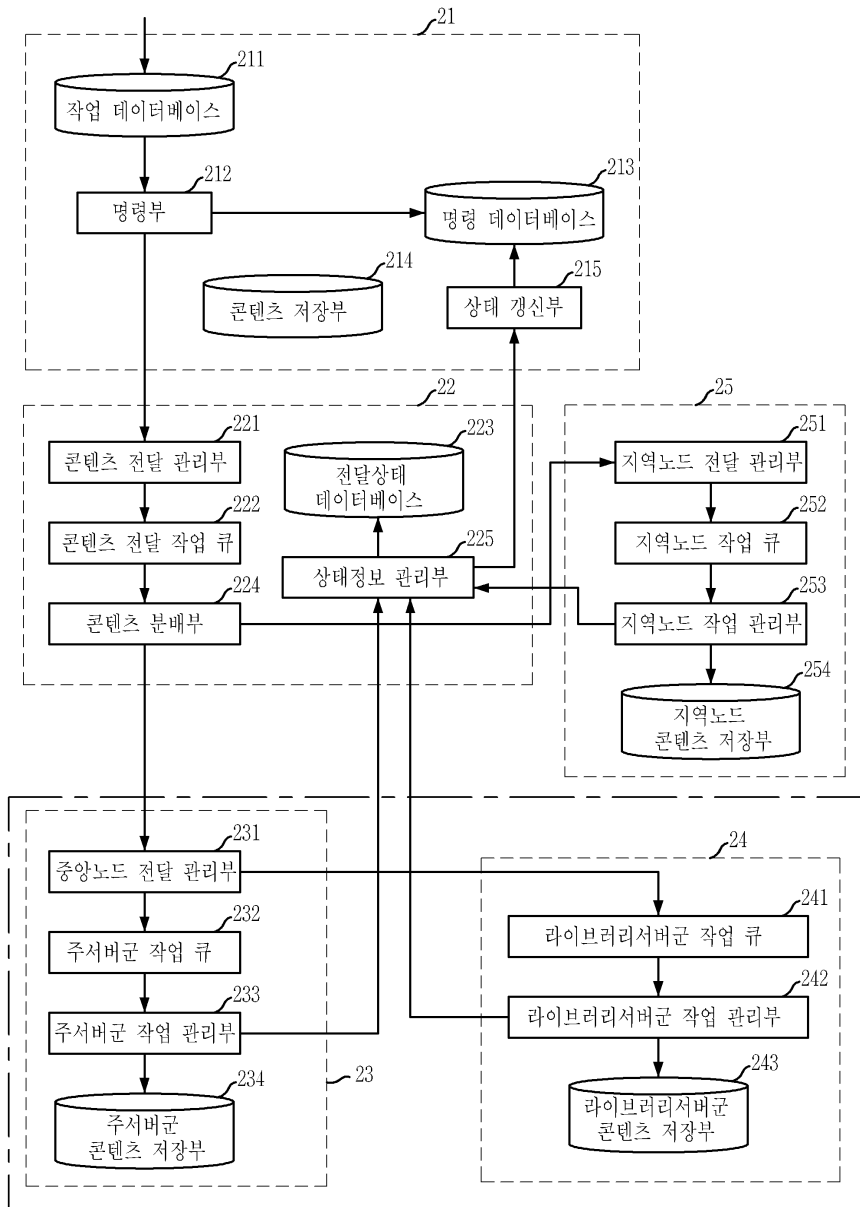 21
211
작업 데이터베이스
212
명령부
213
명령 데이터베이스
214
콘텐츠 저장부
215
상태 갱신부
22
221
콘텐츠 전달 관리부
222
콘텐츠 전달 작업 큐
224
콘텐츠 분배부
223
전달상태
데이터베이스
225
상태정보 관리부
25
251
지역노드 전달 관리부
252
지역노드 작업 큐
253
지역노드 작업 관리부
254
지역노드
콘텐츠 저장부
231
중앙노드 전달 관리부
232
주서버군 작업 큐
233
주서버군 작업 관리부
234
주서버군
콘텐츠 저장부
23
24
241
라이브러리서버군 작업 큐
242
라이브러리서버군 작업 관리부
243
라이브러리서버군
콘텐츠 저장부